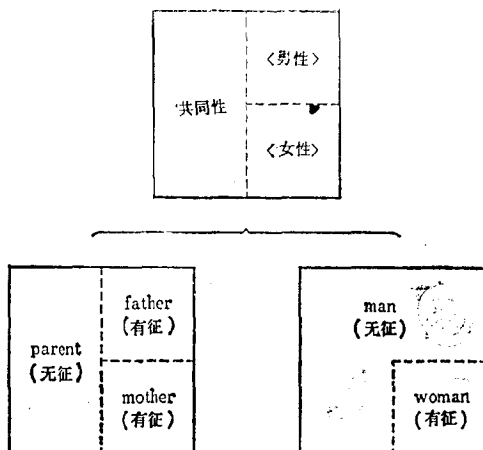 <男性>
共同性
<女性>
father
(有征)
parent
(无征)
mother
(有征)
man
(无征)
woman
(有征)